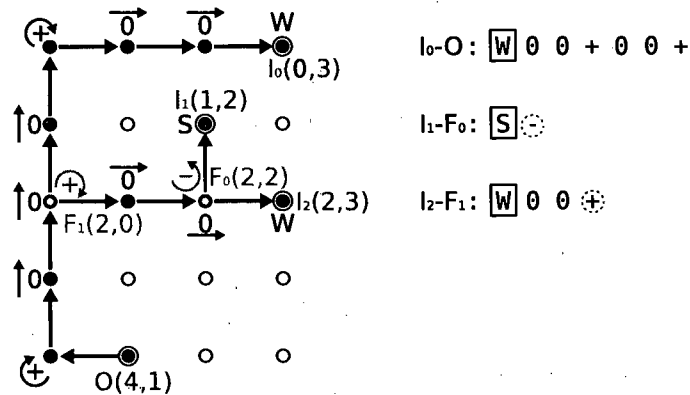 + 0 0 W
I₀(0,3)
I₀-O: W 0 0 + 0 0 +
I₁(1,2)
0 S
I₁-F₀: S -
+ 0 - F₀(2,2)
0 I₂(2,3)
F₁(2,0) 0 W
I₂-F₁: W 0 0 +
0
+
O(4,1)